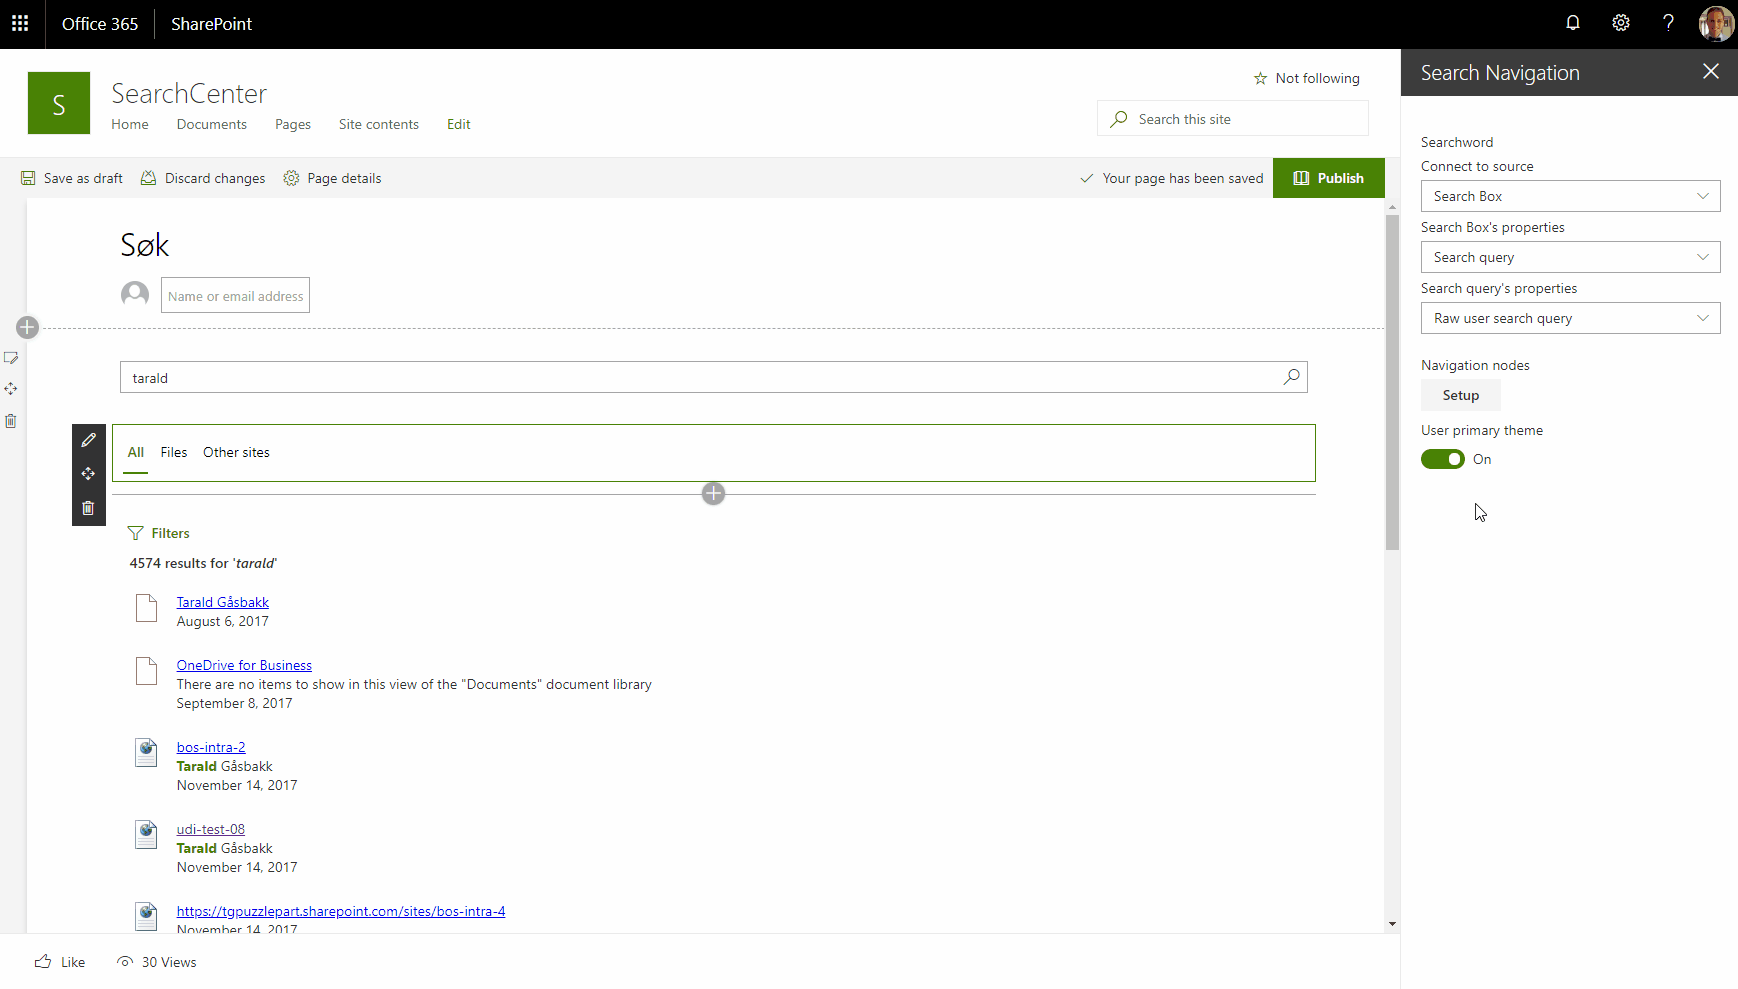 Office 365 SharePoint ?
Search Navigation
Not following
S
SearchCenter
Home Documents Pages Site contents Edit
Search this site
Save as draft Discard changes Page details Your page has been saved Publish
Søk
Name or email address
tarald
All Files Other sites
Filters
4574 results for 'tarald'
Tarald Gåsbakk
August 6, 2017
OneDrive for Business
There are no items to show in this view of the "Documents" document library
September 8, 2017
bos-intra-2
Tarald Gåsbakk
November 14, 2017
udi-test-08
Tarald Gåsbakk
November 14, 2017
https://tgpuzzlepart.sharepoint.com/sites/bos-intra-4
November 14, 2017
Like 30 Views
Searchword
Connect to source
Search Box
Search Box's properties
Search query
Search query's properties
Raw user search query
Navigation nodes
Setup
User primary theme
On